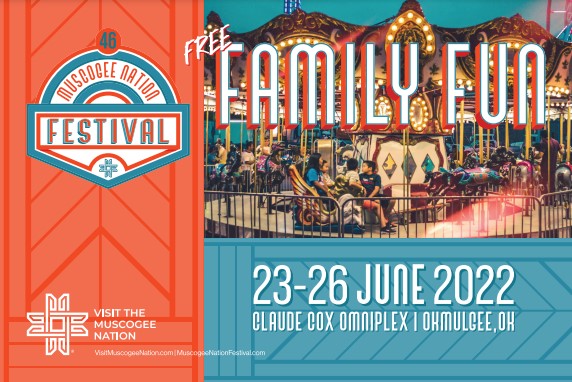 46
MUSCOGEE NATION
FESTIVAL
FREE
FAMILY FUN
23-26 JUNE 2022
CLAUDE COX OMNIPLEX | OKMULGEE,OK
VISIT THE
MUSCOGEE
NATION
VisitMuscogeeNation.com | MuscogeeNationFestival.com